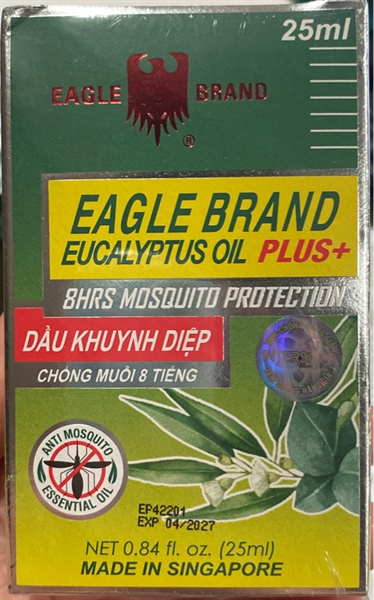 25ml
EAGLE BRAND
®
EAGLE BRAND
EUCALYPTUS OIL PLUS+
8HRS MOSQUITO PROTECTION
DẦU KHUYNH DIỆP
CHỐNG MUỖI 8 TIẾNG
ANTI MOSQUITO
ESSENTIAL OIL
EP42201
EXP 04/2027
NET 0.84 fl. oz. (25ml)
MADE IN SINGAPORE